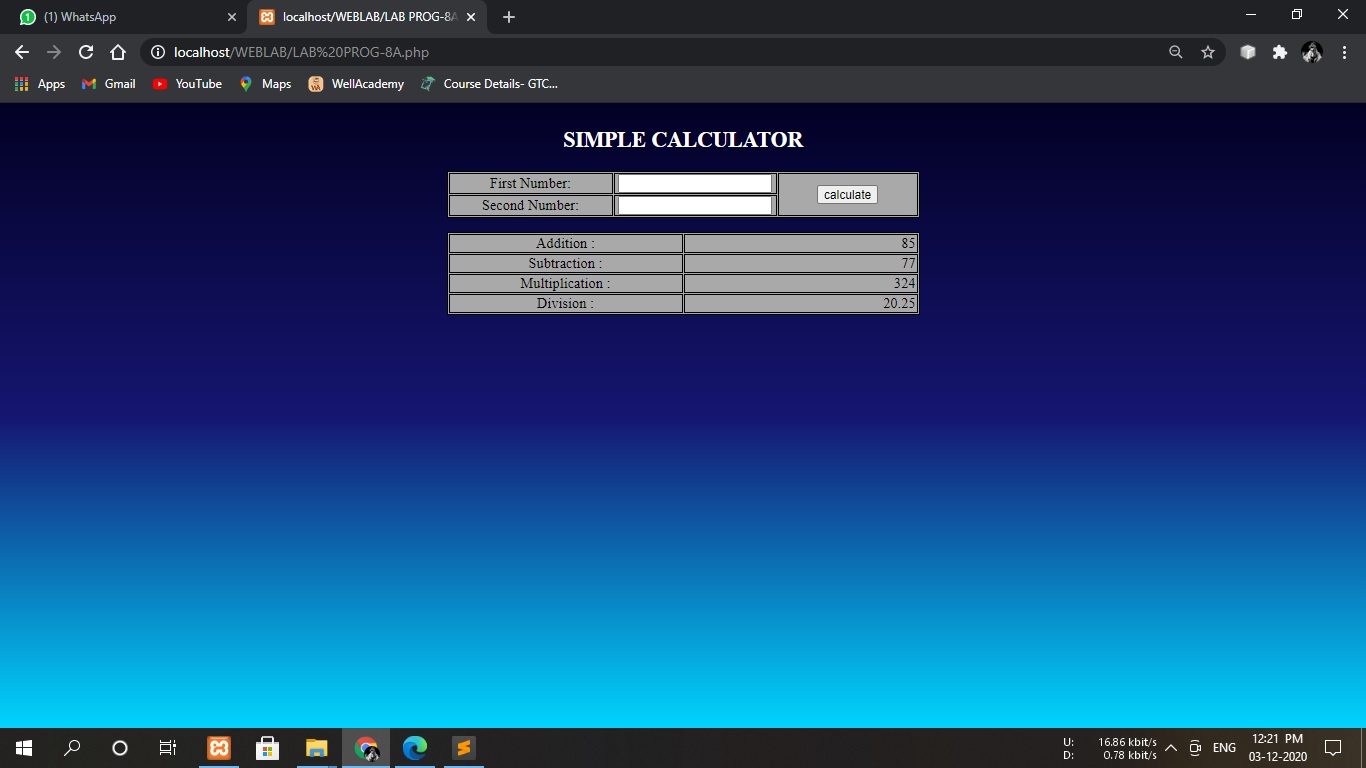 (1) WhatsApp
localhost/WEBLAB/LAB PROG-8A
localhost/WEBLAB/LAB%20PROG-8A.php
Apps Gmail YouTube Maps WellAcademy Course Details- GTC...
SIMPLE CALCULATOR
First Number:
Second Number:
calculate
Addition : 85
Subtraction : 77
Multiplication : 324
Division : 20.25
U: 16.86 kbit/s
D: 0.78 kbit/s
ENG
12:21 PM
03-12-2020